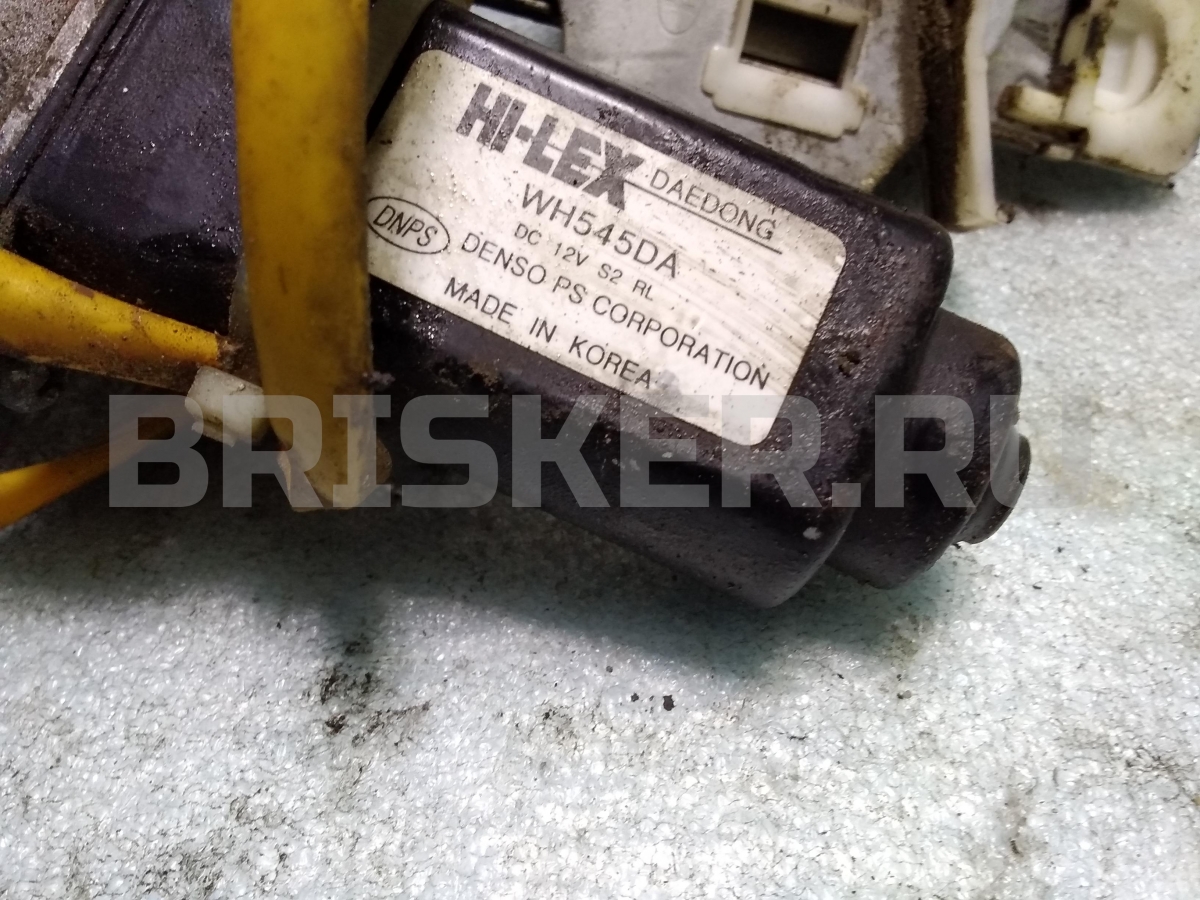 HI-LEX DAEDONG
WH545DA
DC 12V S2 RL
DNPS DENSO PS CORPORATION
MADE IN KOREA
BRISKER.RU